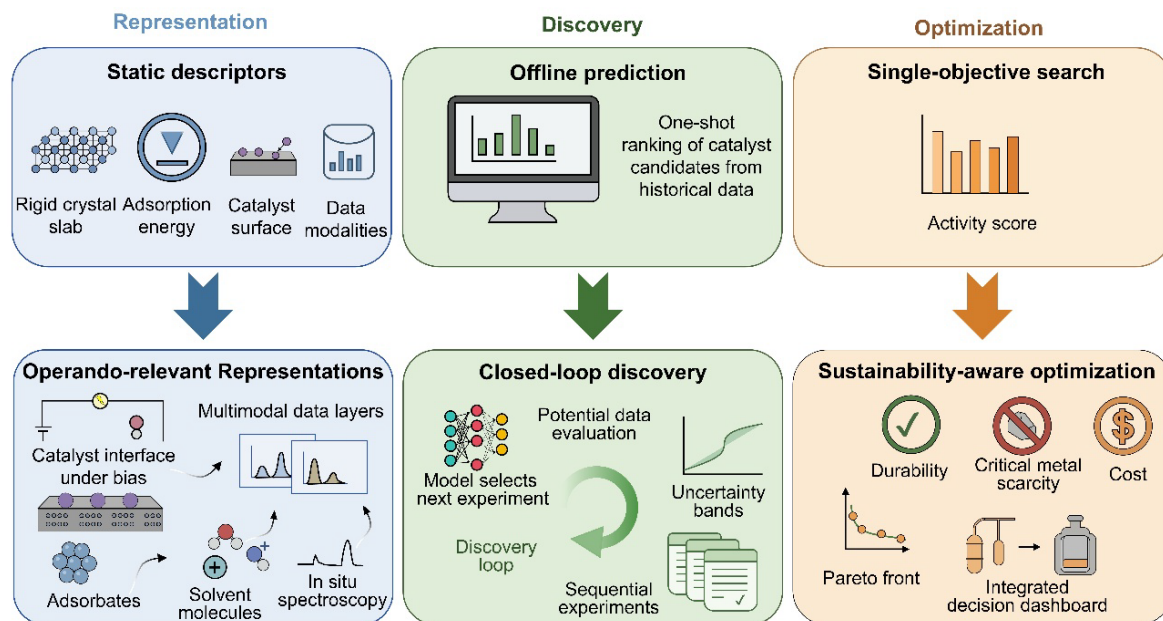 Representation
Discovery
Optimization
Static descriptors
Rigid crystal
slab
Adsorption
energy
Catalyst
surface
Data
modalities
Offline prediction
One-shot
ranking of catalyst
candidates from
historical data
Single-objective search
Activity score
Operando-relevant Representations
Multimodal data layers
Catalyst interface
under bias
Adsorbates
Solvent
molecules
In situ
spectroscopy
Closed-loop discovery
Potential data
evaluation
Model selects
next experiment
Uncertainty
bands
Discovery
loop
Sequential
experiments
Sustainability-aware optimization
Durability
Critical metal
scarcity
Cost
$
Pareto front
Integrated
decision dashboard